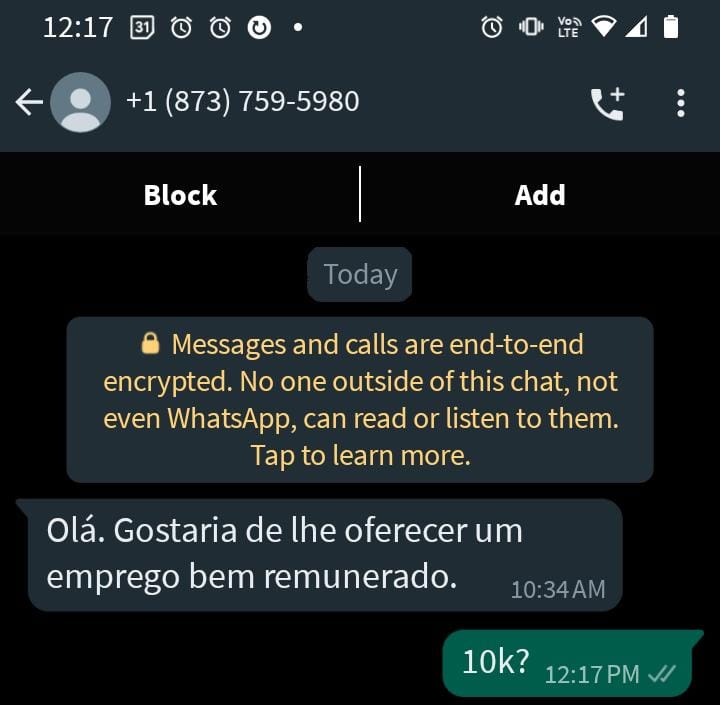 12:17 31 VoD LTE
+1 (873) 759-5980
Block Add
Today
Messages and calls are end-to-end
encrypted. No one outside of this chat, not
even WhatsApp, can read or listen to them.
Tap to learn more.
Olá. Gostaria de lhe oferecer um
emprego bem remunerado. 10:34 AM
10k? 12:17 PM